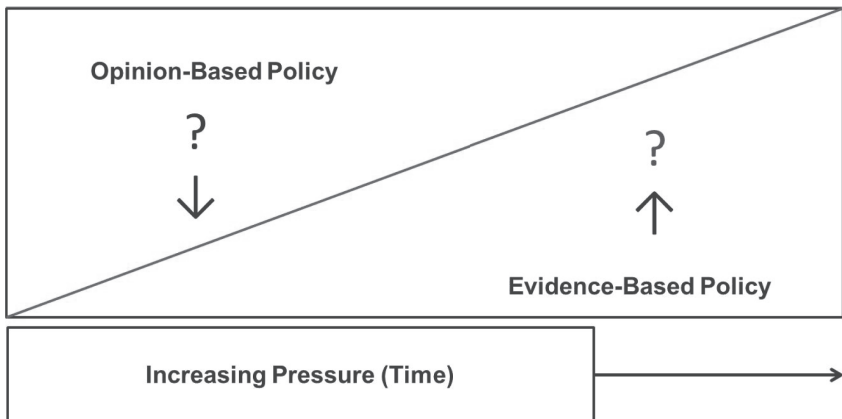 Opinion-Based Policy
?
?
Evidence-Based Policy
Increasing Pressure (Time)